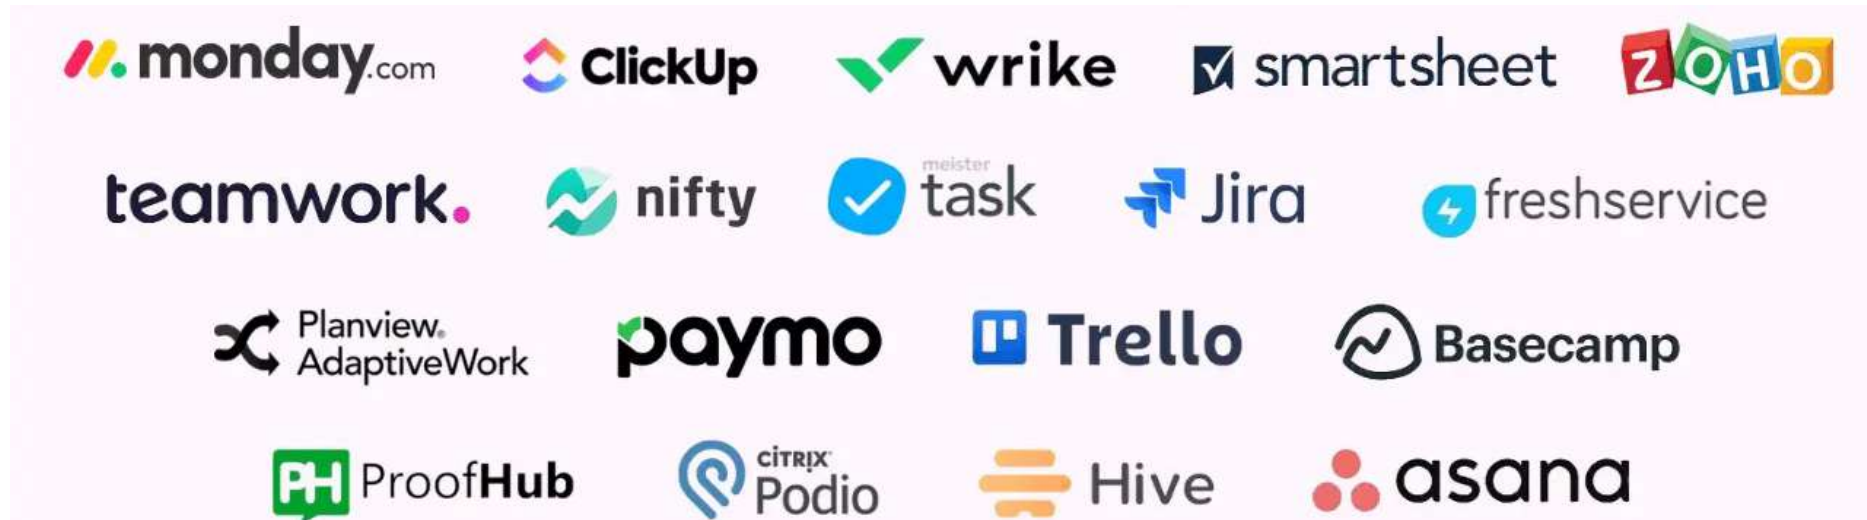 monday.com
ClickUp
wrike
smartsheet
ZOHO
teamwork.
nifty
meister
task
Jira
freshservice
Planview®
AdaptiveWork
paymo
Trello
Basecamp
PH ProofHub
CITRIX
Podio
Hive
asana